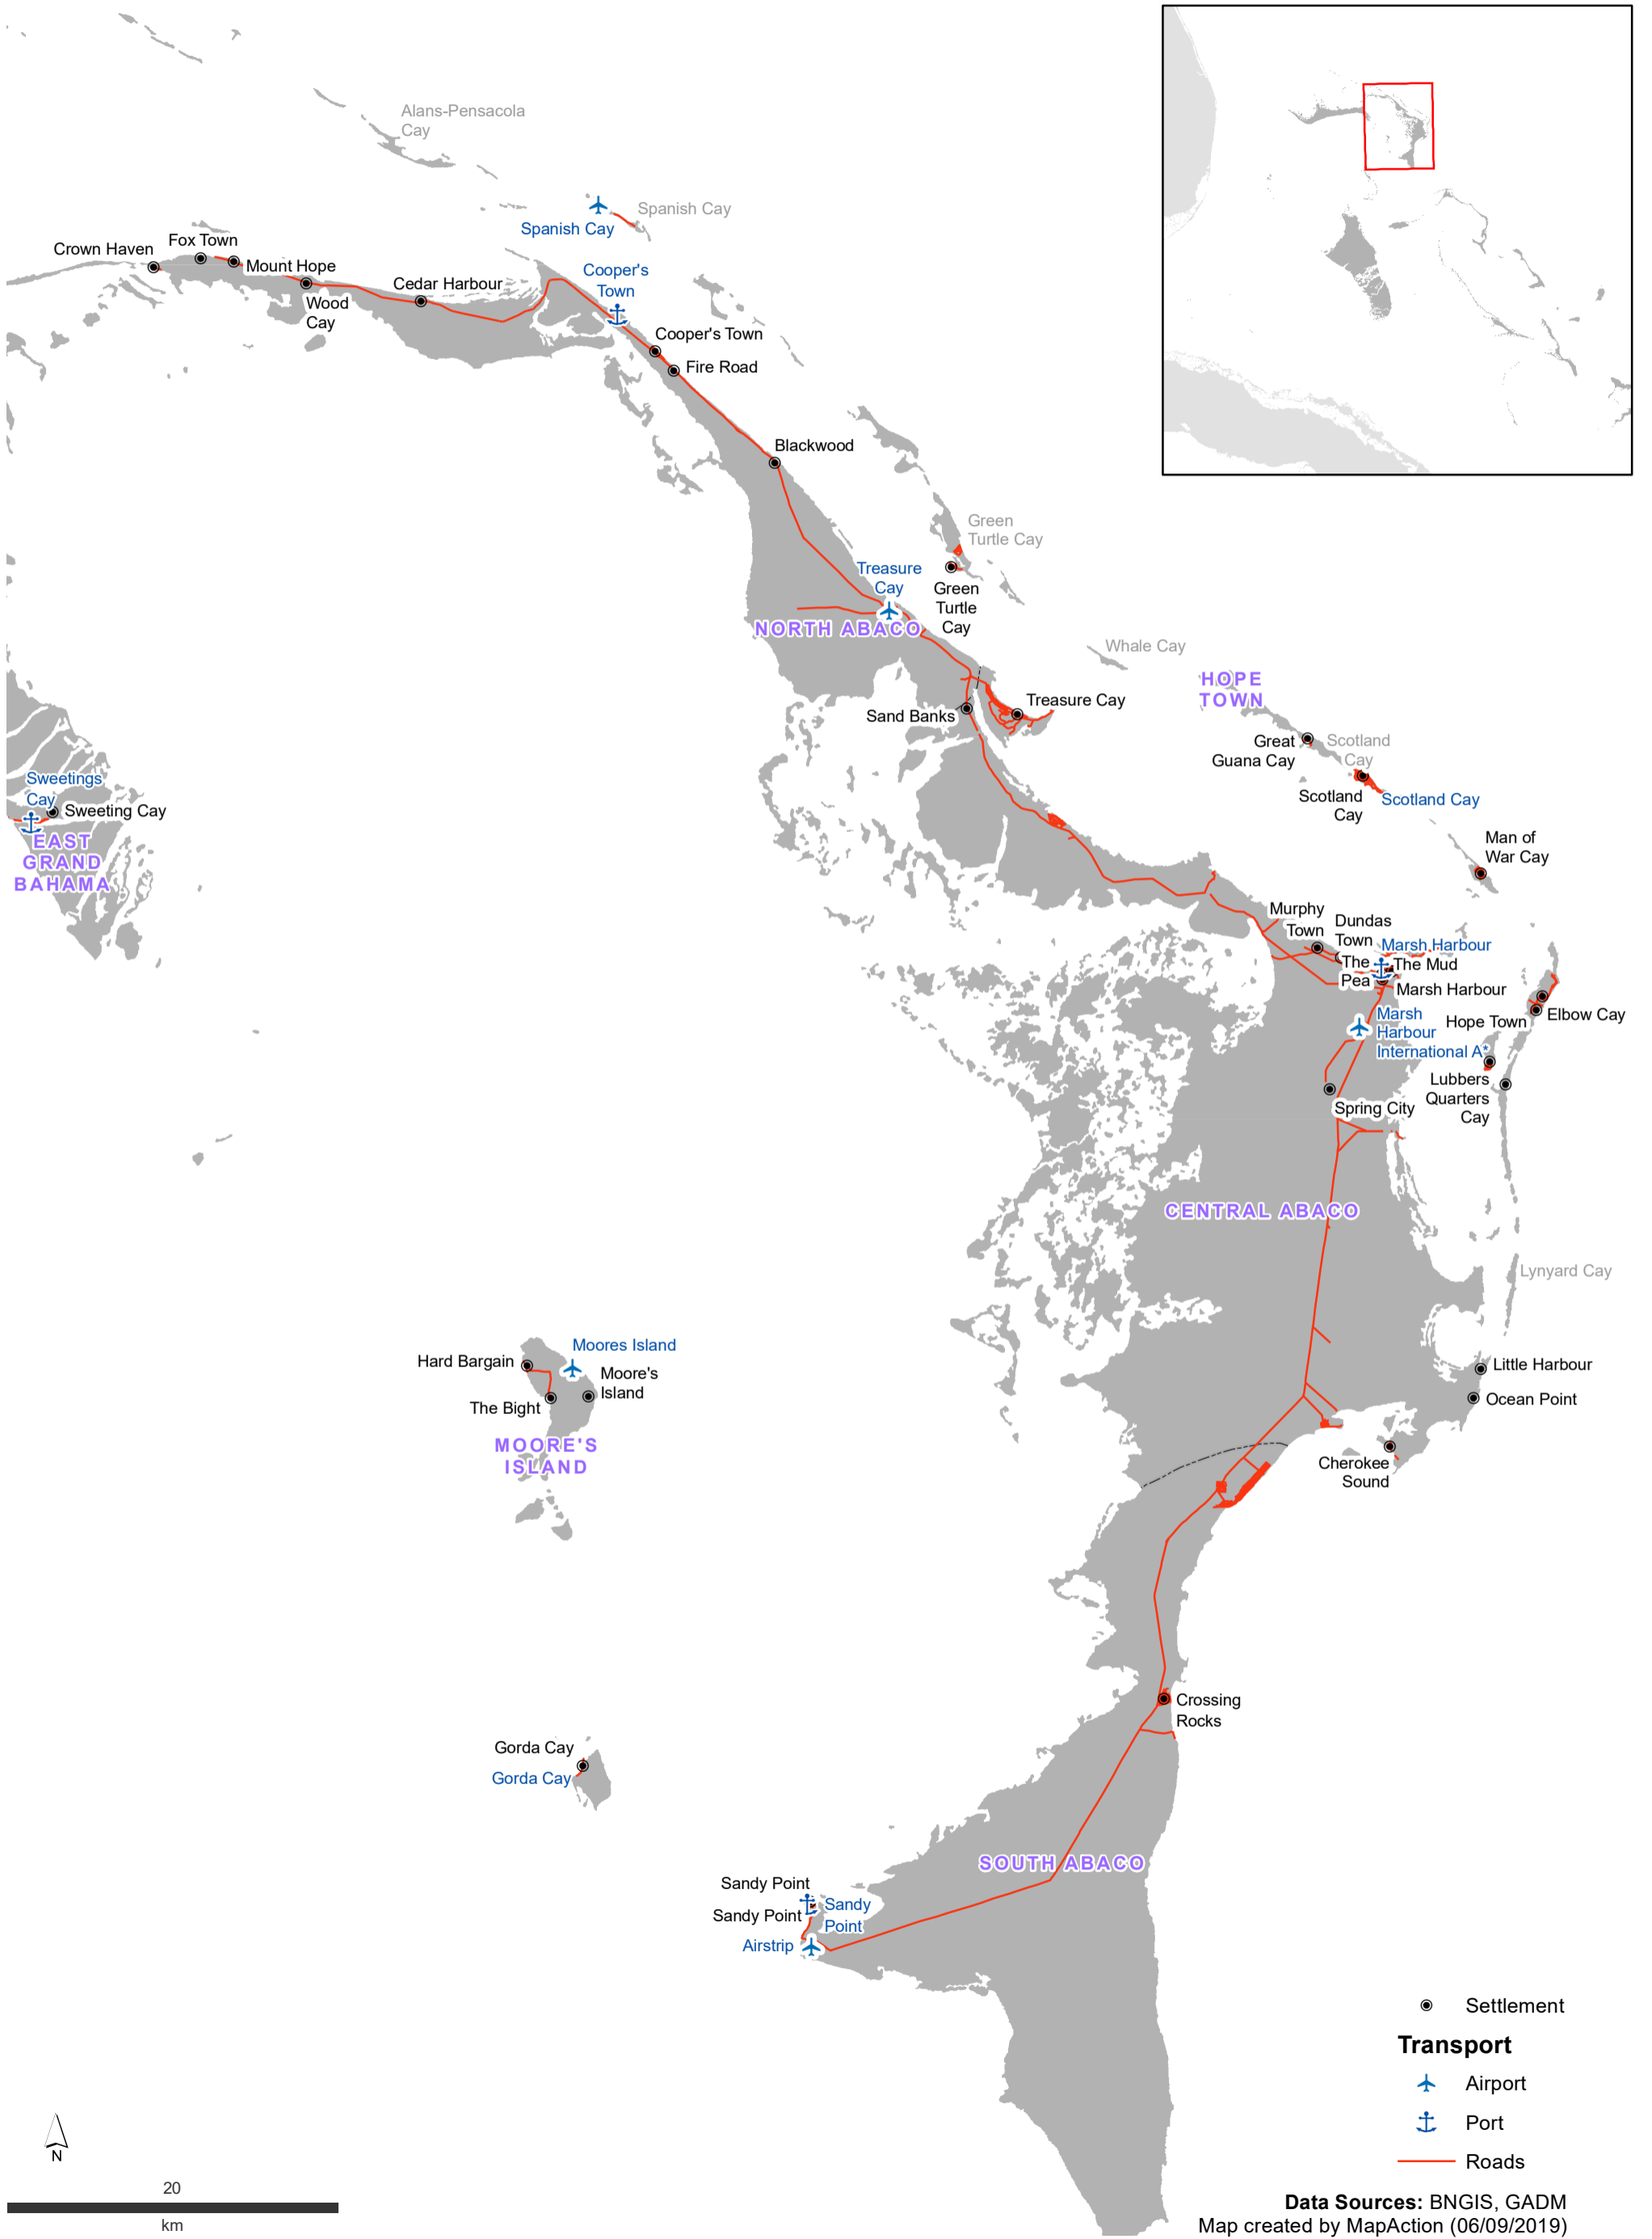 Alans-Pensacola
Cay
Spanish Cay
Spanish Cay
Crown Haven
Fox Town
Mount Hope
Wood
Cay
Cedar Harbour
Cooper's
Town
Cooper's Town
Fire Road
Blackwood
Green
Turtle Cay
Green
Turtle
Cay
Treasure
Cay
NORTH ABACO
Whale Cay
HOPE
TOWN
Sand Banks
Treasure Cay
Great
Guana Cay
Scotland
Cay
Scotland
Cay
Scotland Cay
Sweetings
Cay
Sweeting Cay
EAST
GRAND
BAHAMA
Man of
War Cay
Murphy
Town
Dundas
Town
Marsh Harbour
The
Pea
The Mud
Marsh Harbour
Marsh
Harbour
International A*
Hope Town
Elbow Cay
Lubbers
Quarters
Cay
Spring City
CENTRAL ABACO
Lynyard Cay
Moores Island
Hard Bargain
Moore's
Island
The Bight
MOORE'S
ISLAND
Little Harbour
Ocean Point
Cherokee
Sound
Crossing
Rocks
Gorda Cay
Gorda Cay
SOUTH ABACO
Sandy Point
Sandy Point
Sandy
Point
Airstrip
Settlement
Transport
Airport
Port
Roads
N
20
km
Data Sources: BNGIS, GADM
Map created by MapAction (06/09/2019)